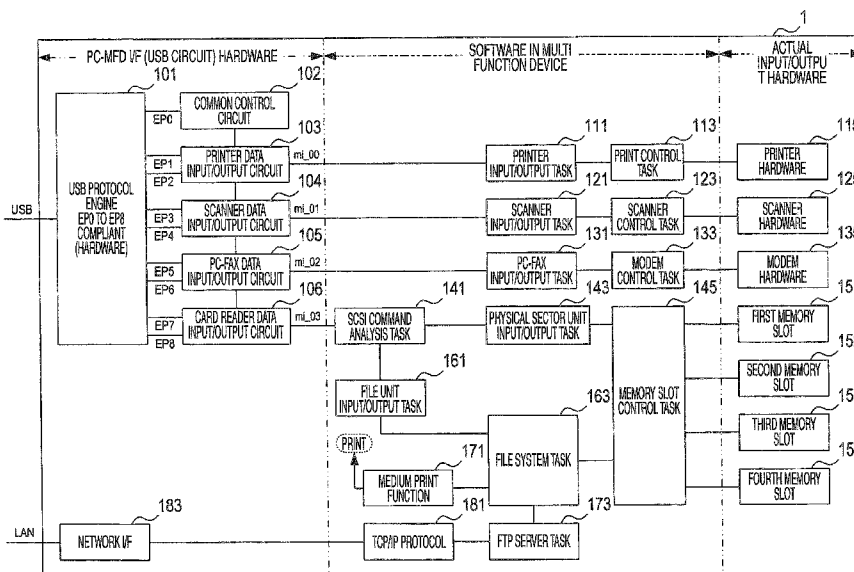 1
PC-MFD I/F (USB CIRCUIT) HARDWARE
SOFTWARE IN MULTI
FUNCTION DEVICE
ACTUAL
INPUT/OUTPU
T HARDWARE
101
102
COMMON CONTROL
CIRCUIT
EP0
103
PRINTER DATA
INPUT/OUTPUT CIRCUIT
EP1
EP2
mi_00
111
PRINTER
INPUT/OUTPUT TASK
113
PRINT CONTROL
TASK
115
PRINTER
HARDWARE
104
SCANNER DATA
INPUT/OUTPUT CIRCUIT
EP3
EP4
mi_01
121
SCANNER
INPUT/OUTPUT TASK
123
SCANNER
CONTROL TASK
SCANNER
HARDWARE
USB
USB PROTOCOL
ENGINE
EP0 TO EP8
COMPLIANT
(HARDWARE)
105
PC-FAX DATA
INPUT/OUTPUT CIRCUIT
EP5
EP6
mi_02
131
PC-FAX
INPUT/OUTPUT TASK
133
MODEM
CONTROL TASK
MODEM
HARDWARE
106
CARD READER DATA
INPUT/OUTPUT CIRCUIT
EP7
EP8
mi_03
141
SCSI COMMAND
ANALYSIS TASK
143
PHYSICAL SECTOR UNIT
INPUT/OUTPUT TASK
145
MEMORY SLOT
CONTROL TASK
15
FIRST MEMORY
SLOT
15
SECOND MEMORY
SLOT
15
THIRD MEMORY
SLOT
15
FOURTH MEMORY
SLOT
161
FILE UNIT
INPUT/OUTPUT TASK
163
FILE SYSTEM TASK
PRINT
171
MEDIUM PRINT
FUNCTION
LAN
183
NETWORK I/F
181
TCP/IP PROTOCOL
173
FTP SERVER TASK